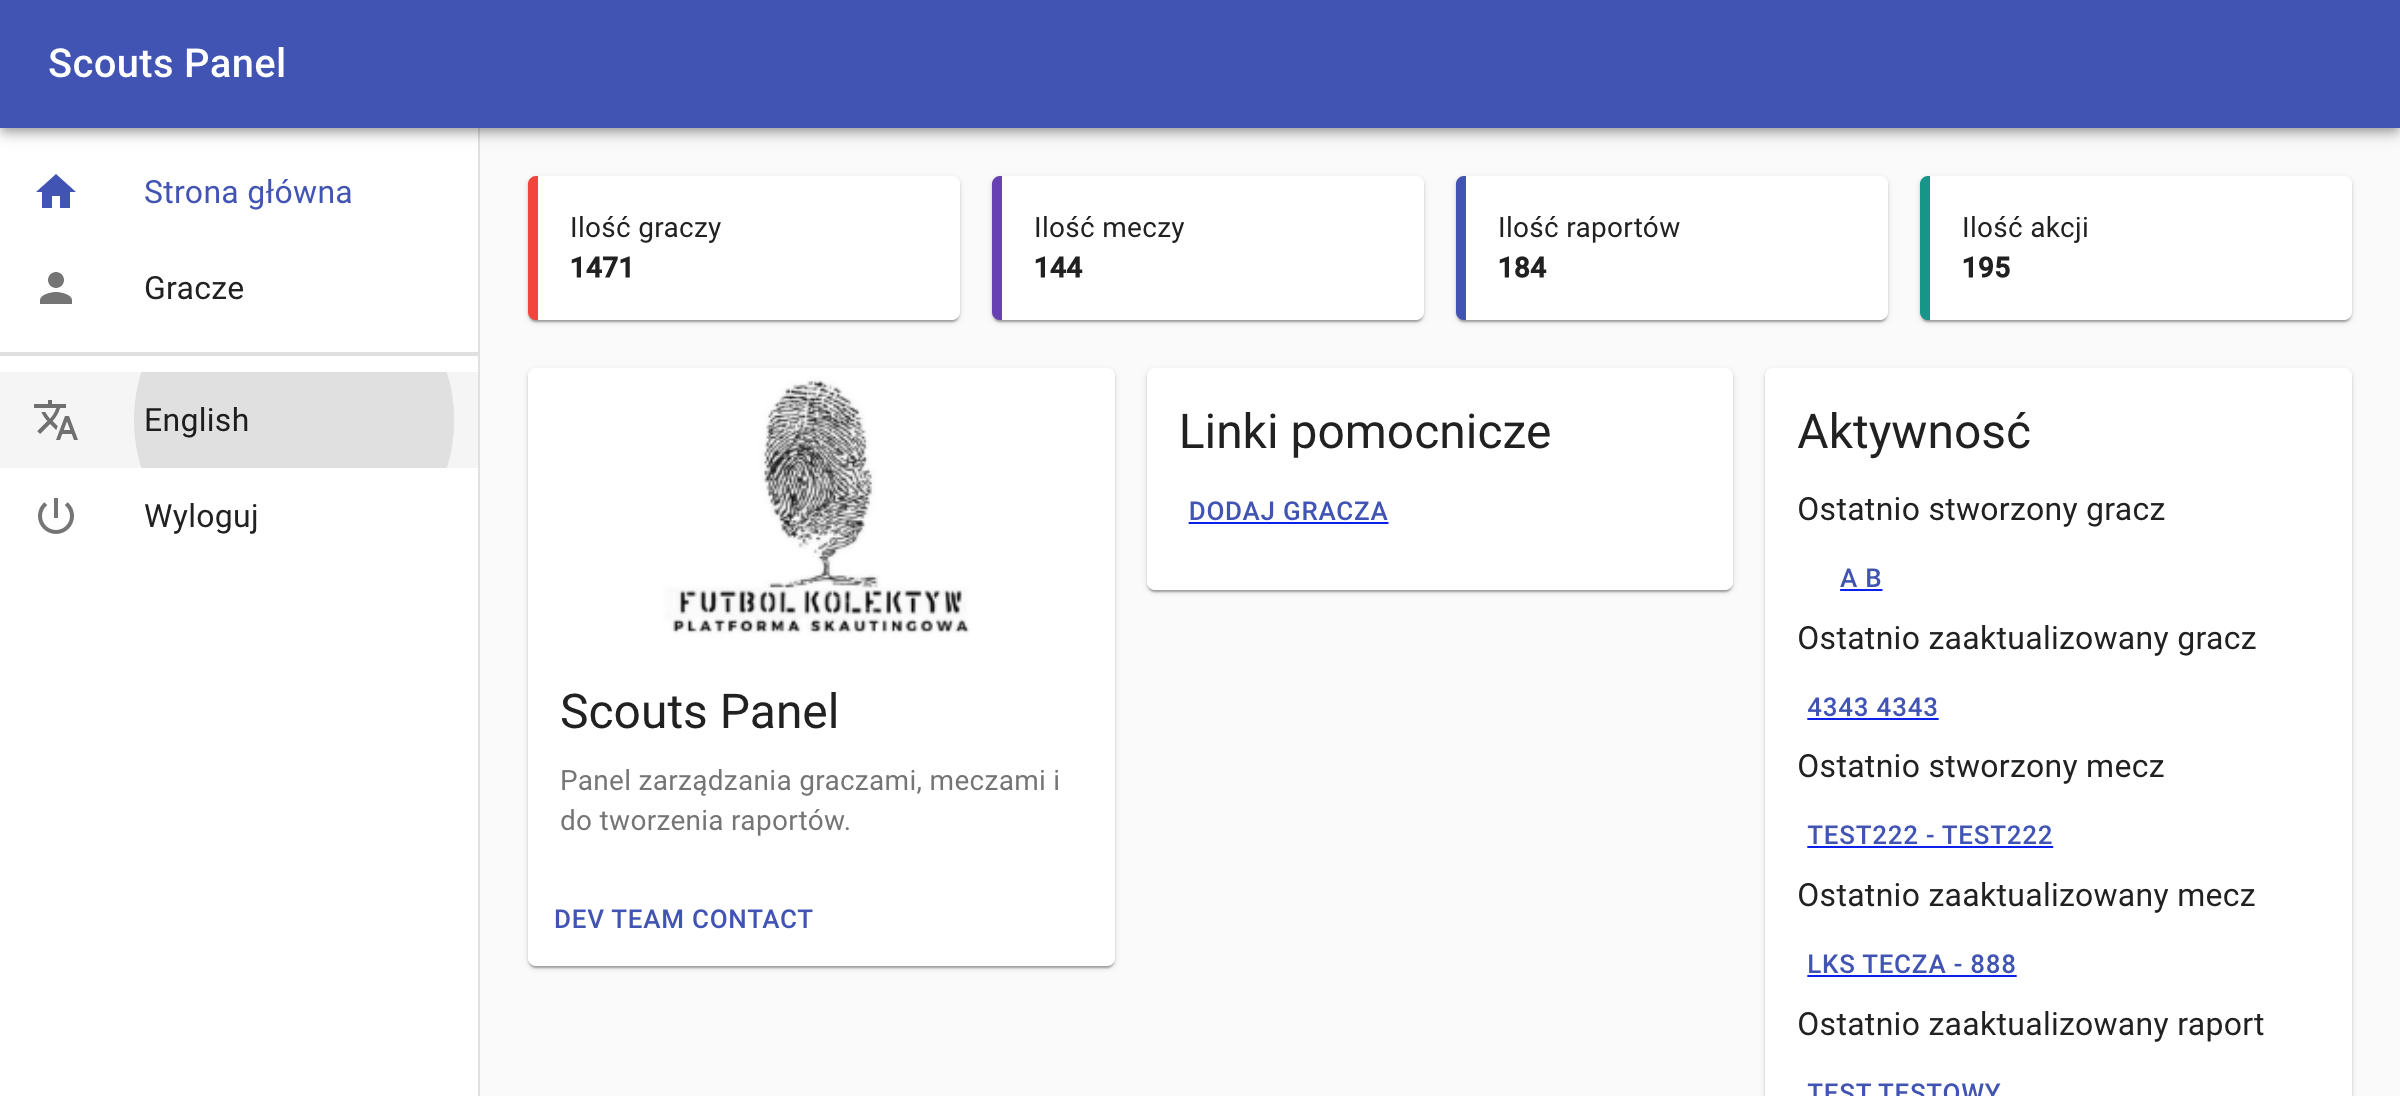 Scouts Panel
Strona główna
Gracze
English
Wyloguj
Ilość graczy
1471
Ilość meczy
144
Ilość raportów
184
Ilość akcji
195
FUTBOL KOLEKTYW
PLATFORMA SKAUTINGOWA
Scouts Panel
Panel zarządzania graczami, meczami i
do tworzenia raportów.
DEV TEAM CONTACT
Linki pomocnicze
DODAJ GRACZA
Aktywnosć
Ostatnio stworzony gracz
A B
Ostatnio zaaktualizowany gracz
4343 4343
Ostatnio stworzony mecz
TEST222 - TEST222
Ostatnio zaaktualizowany mecz
LKS TECZA - 888
Ostatnio zaaktualizowany raport
TEST TESTOWY